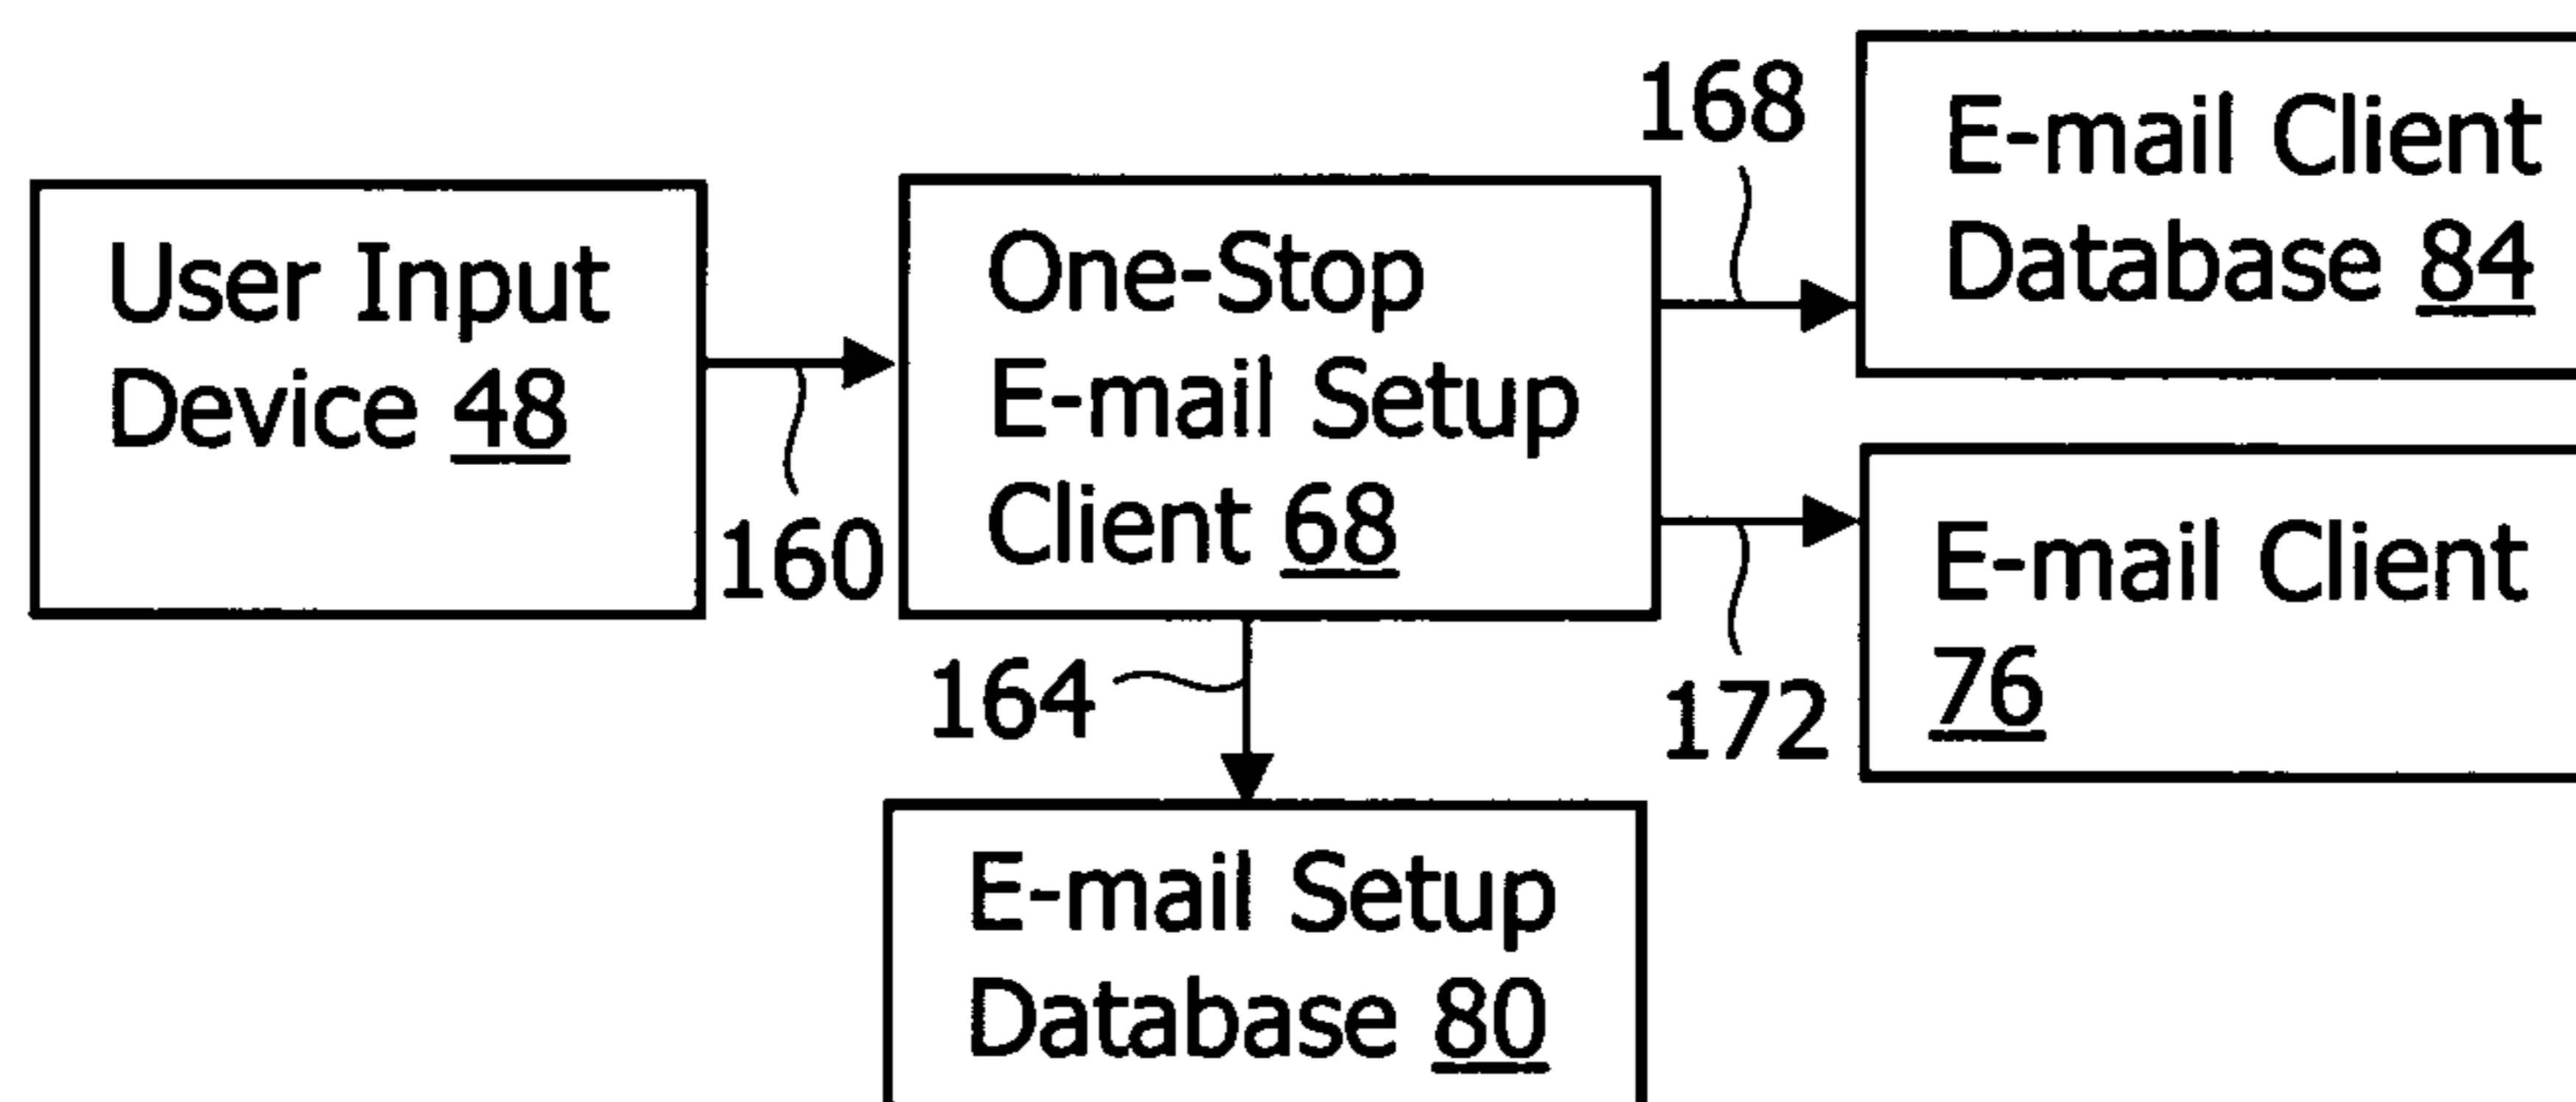 User Input
Device 48
160
One-Stop
E-mail Setup
Client 68
168
E-mail Client
Database 84
172
E-mail Client
76
164
E-mail Setup
Database 80